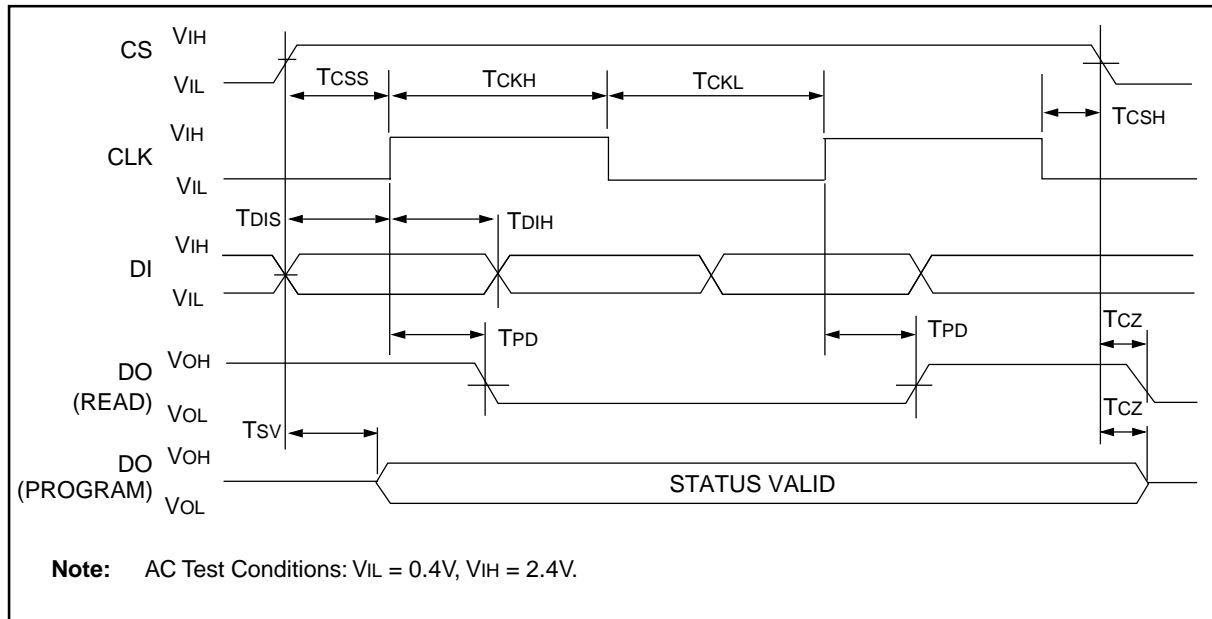 CS
VIH
VIL
TCSS
TCKH
TCKL
TCSH
CLK
VIH
VIL
TDIS
TDIH
DI
VIH
VIL
TPD
TPD
TCZ
DO
(READ)
VOH
VOL
TSV
TCZ
DO
(PROGRAM)
VOH
VOL
STATUS VALID
Note: AC Test Conditions: VIL = 0.4V, VIH = 2.4V.